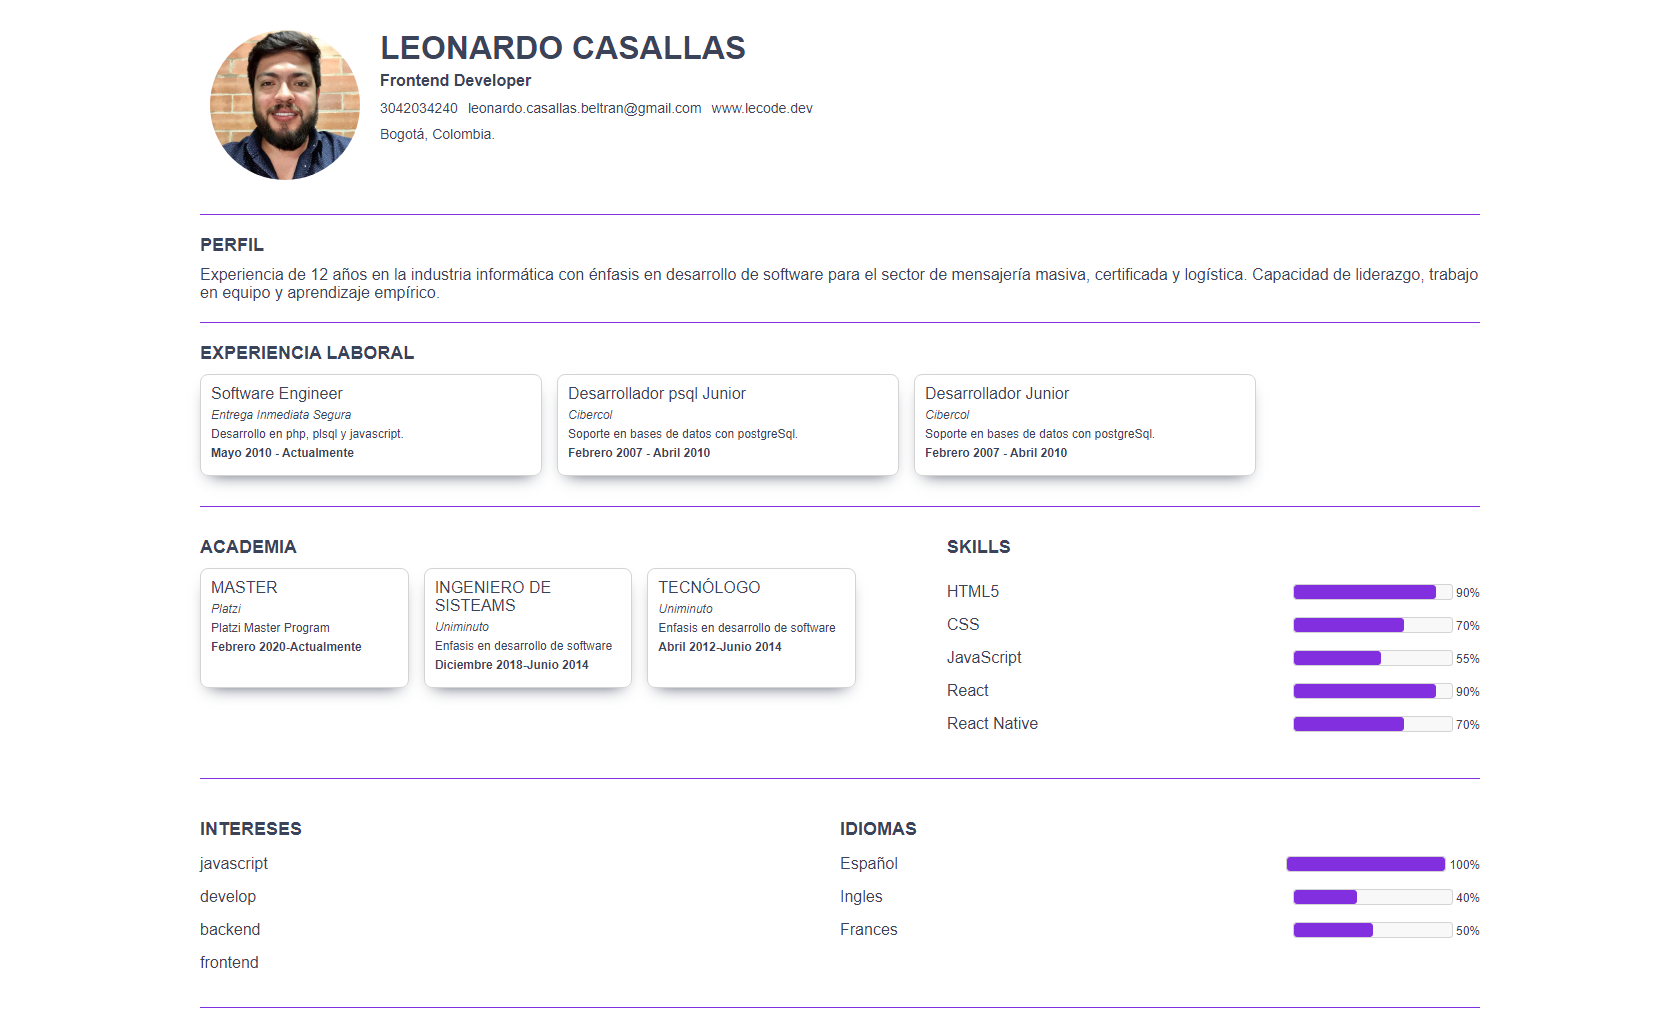 LEONARDO CASALLAS
Frontend Developer
3042034240 leonardo.casallas.beltran@gmail.com www.lecode.dev
Bogotá, Colombia.
PERFIL
Experiencia de 12 años en la industria informática con énfasis en desarrollo de software para el sector de mensajería masiva, certificada y logística. Capacidad de liderazgo, trabajo
en equipo y aprendizaje empírico.
EXPERIENCIA LABORAL
Software Engineer
Entrega Inmediata Segura
Desarrollo en php, plsql y javascript.
Mayo 2010 - Actualmente
Desarrollador psql Junior
Cibercol
Soporte en bases de datos con postgreSql.
Febrero 2007 - Abril 2010
Desarrollador Junior
Cibercol
Soporte en bases de datos con postgreSql.
Febrero 2007 - Abril 2010
ACADEMIA
MASTER
Platzi
Platzi Master Program
Febrero 2020-Actualmente
INGENIERO DE
SISTEAMS
Uniminuto
Enfasis en desarrollo de software
Diciembre 2018-Junio 2014
TECNÓLOGO
Uniminuto
Enfasis en desarrollo de software
Abril 2012-Junio 2014
SKILLS
HTML5 90%
CSS 70%
JavaScript 55%
React 90%
React Native 70%
INTERESES
javascript
develop
backend
frontend
IDIOMAS
Español 100%
Ingles 40%
Frances 50%